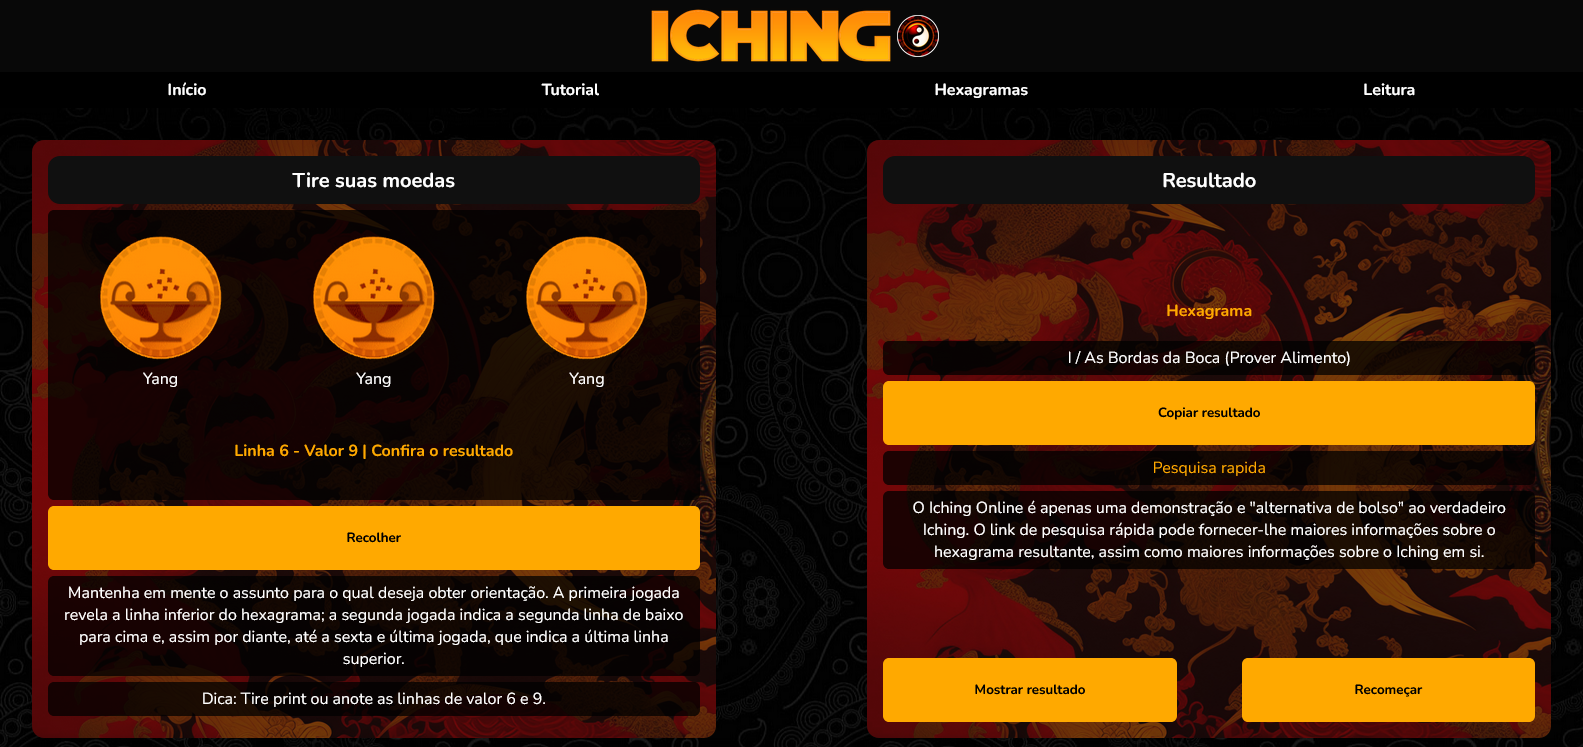 ICHING
Início
Tutorial
Hexagramas
Leitura
Tire suas moedas
Yang
Yang
Yang
Linha 6 - Valor 9 | Confira o resultado
Recolher
Mantenha em mente o assunto para o qual deseja obter orientação. A primeira jogada
revela a linha inferior do hexagrama; a segunda jogada indica a segunda linha de baixo
para cima e, assim por diante, até a sexta e última jogada, que indica a última linha
superior.
Dica: Tire print ou anote as linhas de valor 6 e 9.
Resultado
Hexagrama
I / As Bordas da Boca (Prover Alimento)
Copiar resultado
Pesquisa rapida
O Iching Online é apenas uma demonstração e "alternativa de bolso" ao verdadeiro
Iching. O link de pesquisa rápida pode fornecer-lhe maiores informações sobre o
hexagrama resultante, assim como maiores informações sobre o Iching em si.
Mostrar resultado
Recomeçar